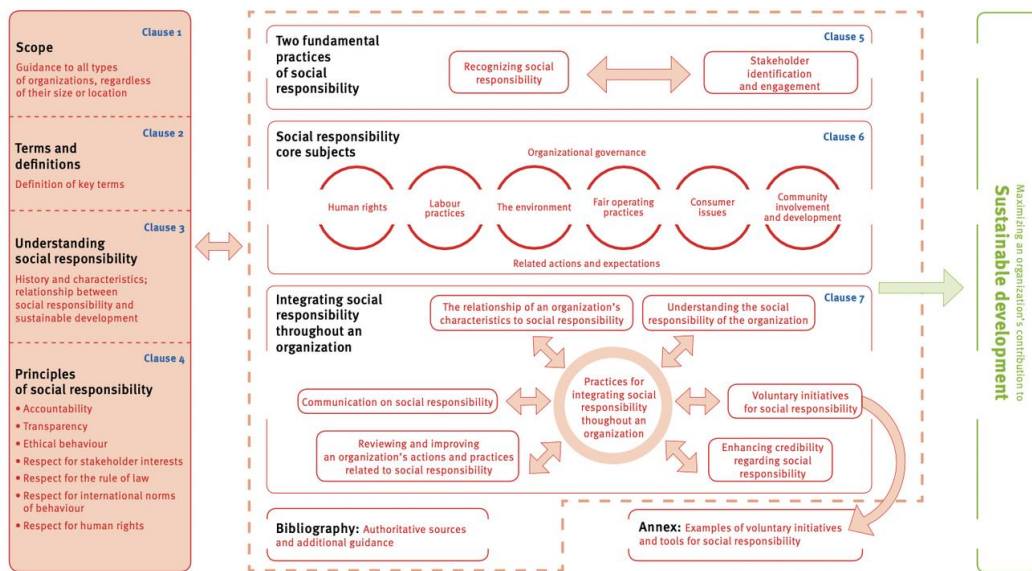 Clause 1
Scope
Guidance to all types
of organizations, regardless
of their size or location
Clause 2
Terms and
definitions
Definition of key terms
Clause 3
Understanding
social responsibility
History and characteristics;
relationship between
social responsibility and
sustainable development
Clause 4
Principles
of social responsibility
• Accountability
• Transparency
• Ethical behaviour
• Respect for stakeholder interests
• Respect for the rule of law
• Respect for international norms
of behaviour
• Respect for human rights
Two fundamental
practices
of social
responsibility
Clause 5
Recognizing social
responsibility
Stakeholder
identification
and engagement
Social responsibility
core subjects
Clause 6
Organizational governance
Human rights
Labour
practices
The environment
Fair operating
practices
Consumer
issues
Community
involvement
and development
Related actions and expectations
Integrating social
responsibility
throughout an
organization
Clause 7
The relationship of an organization's
characteristics to social responsibility
Understanding the social
responsibility of the organization
Practices for
integrating social
responsibility
thoughout an
organization
Communication on social responsibility
Voluntary initiatives
for social responsibility
Reviewing and improving
an organization's actions and practices
related to social responsibility
Enhancing credibility
regarding social
responsibility
Bibliography: Authoritative sources
and additional guidance
Annex: Examples of voluntary initiatives
and tools for social responsibility
Maximizing an organization's contribution to
Sustainable development